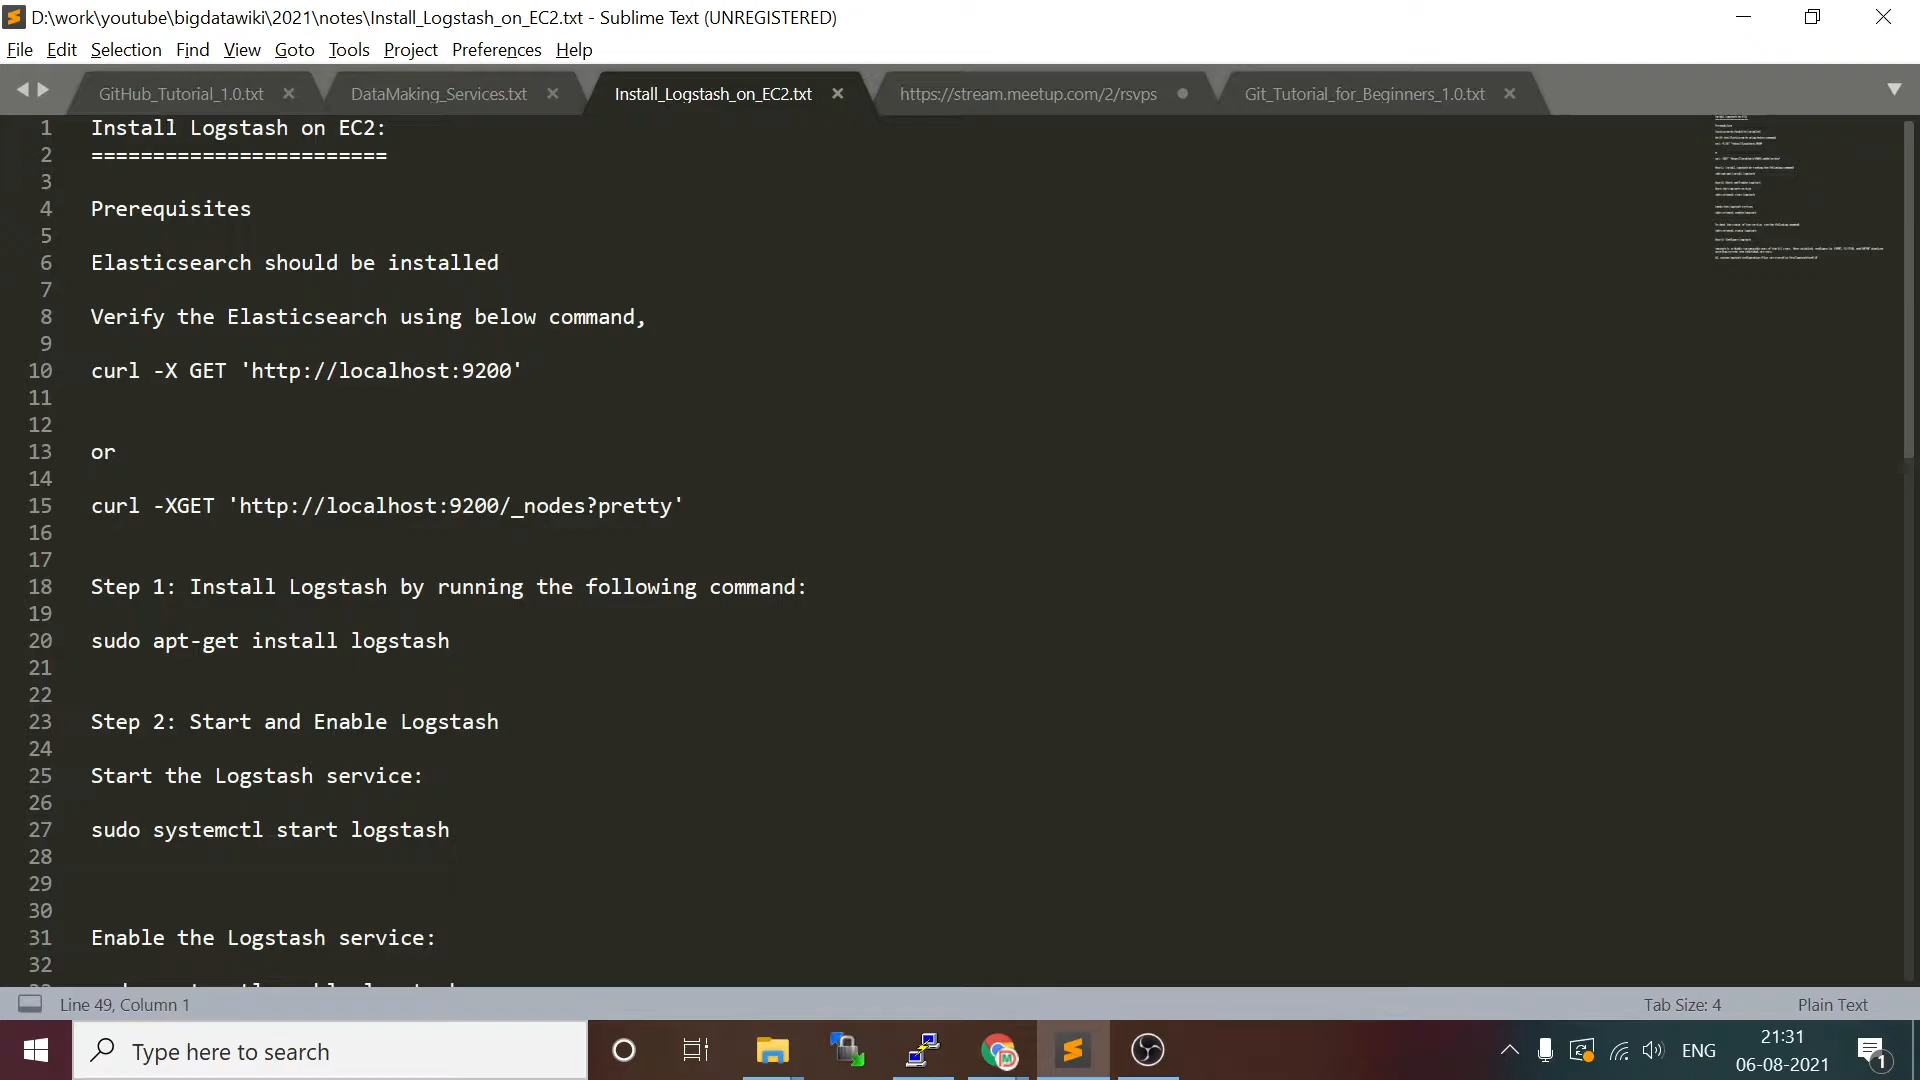 D:\work\youtube\bigdatawiki\2021\notes\Install_Logstash_on_EC2.txt - Sublime Text (UNREGISTERED)
File Edit Selection Find View Goto Tools Project Preferences Help
GitHub_Tutorial_1.0.txt DataMaking_Services.txt Install_Logstash_on_EC2.txt https://stream.meetup.com/2/rsvps Git_Tutorial_for_Beginners_1.0.txt
1 Install Logstash on EC2:
2 ========================
3
4 Prerequisites
5
6 Elasticsearch should be installed
7
8 Verify the Elasticsearch using below command,
9
10 curl -X GET 'http://localhost:9200'
11
12
13 or
14
15 curl -XGET 'http://localhost:9200/_nodes?pretty'
16
17
18 Step 1: Install Logstash by running the following command:
19
20 sudo apt-get install logstash
21
22
23 Step 2: Start and Enable Logstash
24
25 Start the Logstash service:
26
27 sudo systemctl start logstash
28
29
30
31 Enable the Logstash service:
32
Line 49, Column 1 Tab Size: 4 Plain Text
Type here to search
ENG
21:31
06-08-2021
1